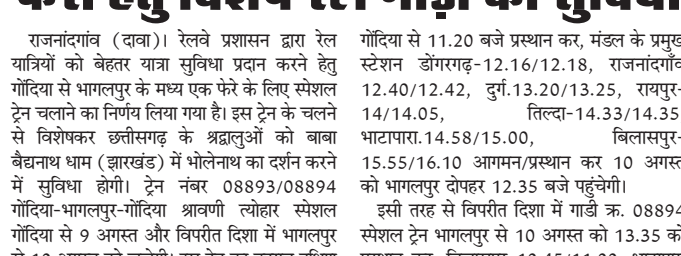 राजनांदगांव (दावा)। रेलवे प्रशासन द्वारा रेल
यात्रियों को बेहतर यात्रा सुविधा प्रदान करने हेतु
गोंदिया से भागलपुर के मध्य एक फेरे के लिए स्पेशल
ट्रेन चलाने का निर्णय लिया गया है। इस ट्रेन के चलने
से विशेषकर छत्तीसगढ़ के श्रद्वालुओं को बाबा
बैद्यनाथ धाम (झारखंड) में भोलेनाथ का दर्शन करने
में सुविधा होगी। ट्रेन नंबर 08893/08894
गोंदिया-भागलपुर-गोंदिया श्रावणी त्योहार स्पेशल
गोंदिया से 9 अगस्त और विपरीत दिशा में भागलपुर
गोंदिया से 11.20 बजे प्रस्थान कर, मंडल के प्रमुख
स्टेशन डोंगरगढ़-12.16/12.18, राजनांदगाँव
12.40/12.42, दुर्ग.13.20/13.25, रायपुर-
14/14.05, तिल्दा-14.33/14.35
भाटापारा.14.58/15.00, बिलासपुर-
15.55/16.10 आगमन/प्रस्थान कर 10 अगस्त
को भागलपुर दोपहर 12.35 बजे पहुंचेगी।
इसी तरह से विपरीत दिशा में गाडी क्र. 08894
स्पेशल ट्रेन भागलपुर से 10 अगस्त को 13.35 को